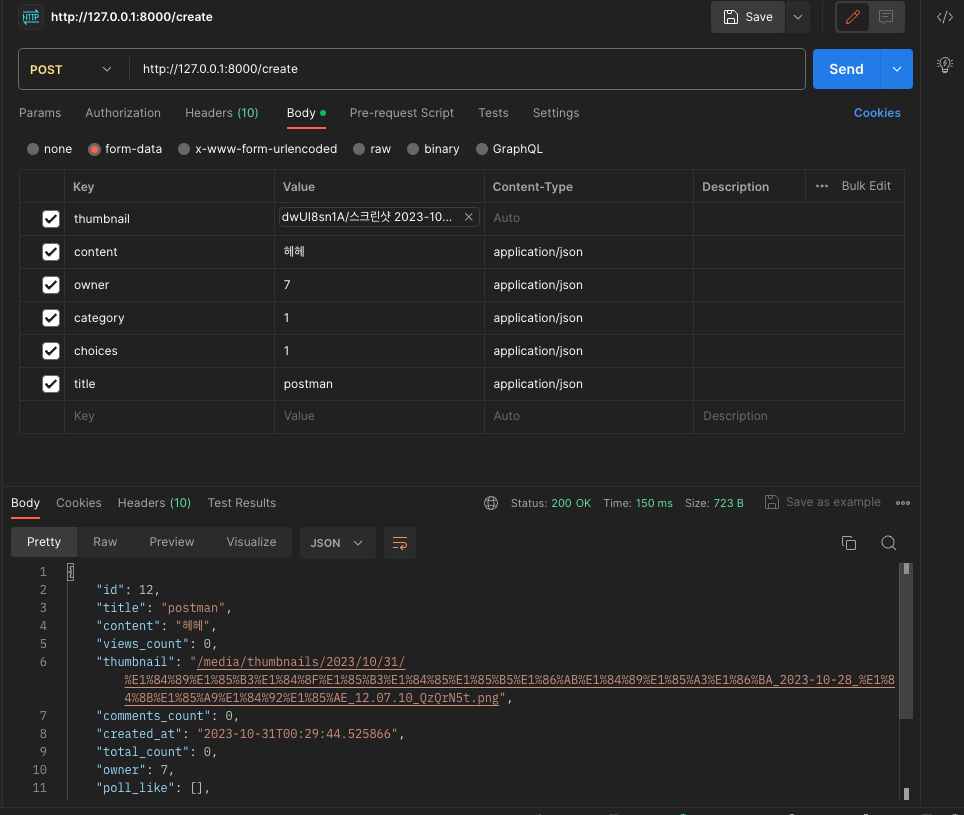 HTTP http://127.0.0.1:8000/create Save
POST http://127.0.0.1:8000/create Send
Params Authorization Headers (10) Body Pre-request Script Tests Settings Cookies
none form-data x-www-form-urlencoded raw binary GraphQL
Key Value Content-Type Description Bulk Edit
thumbnail dwUI8sn1A/스크린샷 2023-10... Auto
content 헤헤 application/json
owner 7 application/json
category 1 application/json
choices 1 application/json
title postman application/json
Key Value Auto Description
Body Cookies Headers (10) Test Results Status: 200 OK Time: 150 ms Size: 723 B Save as example
Pretty Raw Preview Visualize JSON
1 {
2 "id": 12,
3 "title": "postman",
4 "content": "헤헤",
5 "views_count": 0,
6 "thumbnail": "/media/thumbnails/2023/10/31/
%E1%84%89%E1%85%B3%E1%84%8F%E1%85%B3%E1%84%85%E1%85%B5%E1%86%AB%E1%84%89%E1%85%A3%E1%86%BA_2023-10-28_%E1%8
4%8B%E1%85%A9%E1%84%92%E1%85%AE_12.07.10_QzQrN5t.png",
7 "comments_count": 0,
8 "created_at": "2023-10-31T00:29:44.525866",
9 "total_count": 0,
10 "owner": 7,
11 "poll_like": [],